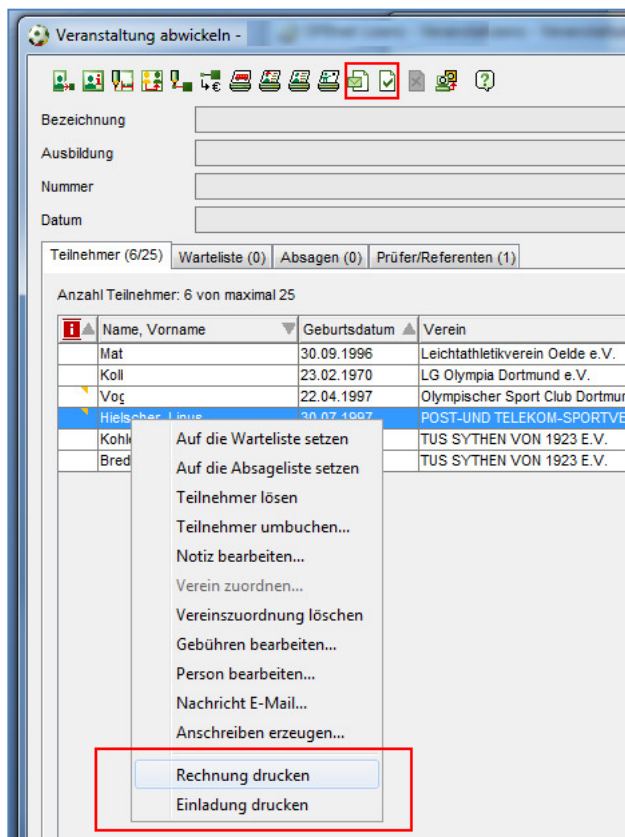 Veranstaltung abwickeln -
Bezeichnung
Ausbildung
Nummer
Datum
Teilnehmer (6/25) Warteliste (0) Absagen (0) Prüfer/Referenten (1)
Anzahl Teilnehmer: 6 von maximal 25
Name, Vorname Geburtsdatum Verein
Mat 30.09.1996 Leichtathletikverein Oelde e.V.
Koll 23.02.1970 LG Olympia Dortmund e.V.
Vog 22.04.1997 Olympischer Sport Club Dortmu
Hielscher, Linus 30.07.1997 POST-UND TELEKOM-SPORTVE
Kohl TUS SYTHEN VON 1923 E.V.
Bred TUS SYTHEN VON 1923 E.V.
Auf die Warteliste setzen
Auf die Absageliste setzen
Teilnehmer lösen
Teilnehmer umbuchen...
Notiz bearbeiten...
Verein zuordnen...
Vereinszuordnung löschen
Gebühren bearbeiten...
Person bearbeiten...
Nachricht E-Mail...
Anschreiben erzeugen...
Rechnung drucken
Einladung drucken